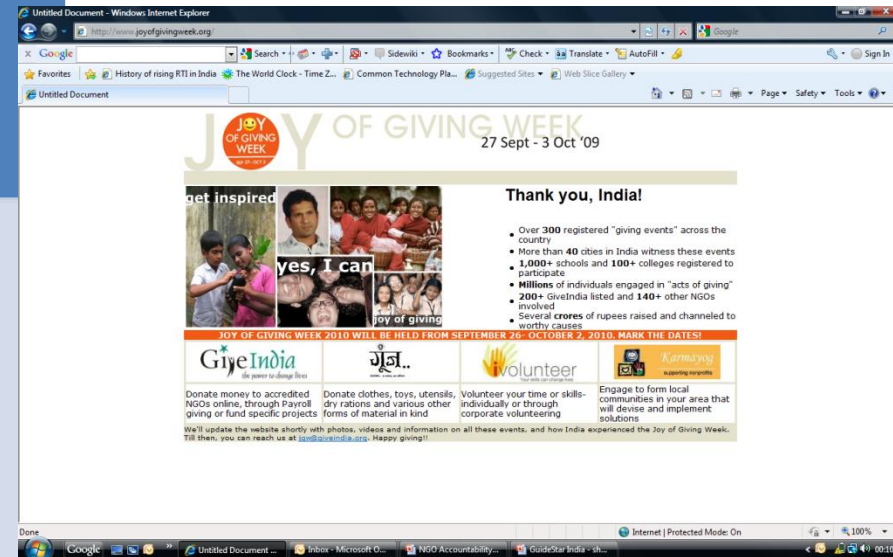 Untitled Document - Windows Internet Explorer
http://www.joyofgivingweek.org/
Google
Google Search Sidewiki Bookmarks Check Translate AutoFill Sign In
Favorites History of rising RTI in India The World Clock - Time Z... Common Technology Pla... Suggested Sites Web Slice Gallery
Untitled Document Page Safety Tools
JOY OF GIVING WEEK
JOY
OF GIVING
WEEK
27 Sept - 3 Oct '09
get inspired
yes, I can
joy of giving
Thank you, India!
Over 300 registered "giving events" across the
country
More than 40 cities in India witness these events
1,000+ schools and 100+ colleges registered to
participate
Millions of individuals engaged in "acts of giving"
200+ GiveIndia listed and 140+ other NGOs
involved
Several crores of rupees raised and channeled to
worthy causes
JOY OF GIVING WEEK 2010 WILL BE HELD FROM SEPTEMBER 26- OCTOBER 2, 2010. MARK THE DATES!
GiveIndia
the power to change lives
गूंज..
ivolunteer
Your skills can change lives
Karmayog
supporting nonprofits
Donate money to accredited
NGOs online, through Payroll
giving or fund specific projects
Donate clothes, toys, utensils,
dry rations and various other
forms of material in kind
Volunteer your time or skills-
individually or through
corporate volunteering
Engage to form local
communities in your area that
will devise and implement
solutions
We'll update the website shortly with photos, videos and information on all these events, and how India experienced the Joy of Giving Week.
Till then, you can reach us at jgw@giveindia.org. Happy giving!!
Done Internet | Protected Mode: On 100%
Google Untitled Document ... Inbox - Microsoft O... NGO Accountability... GuideStar India - sh... 00:10